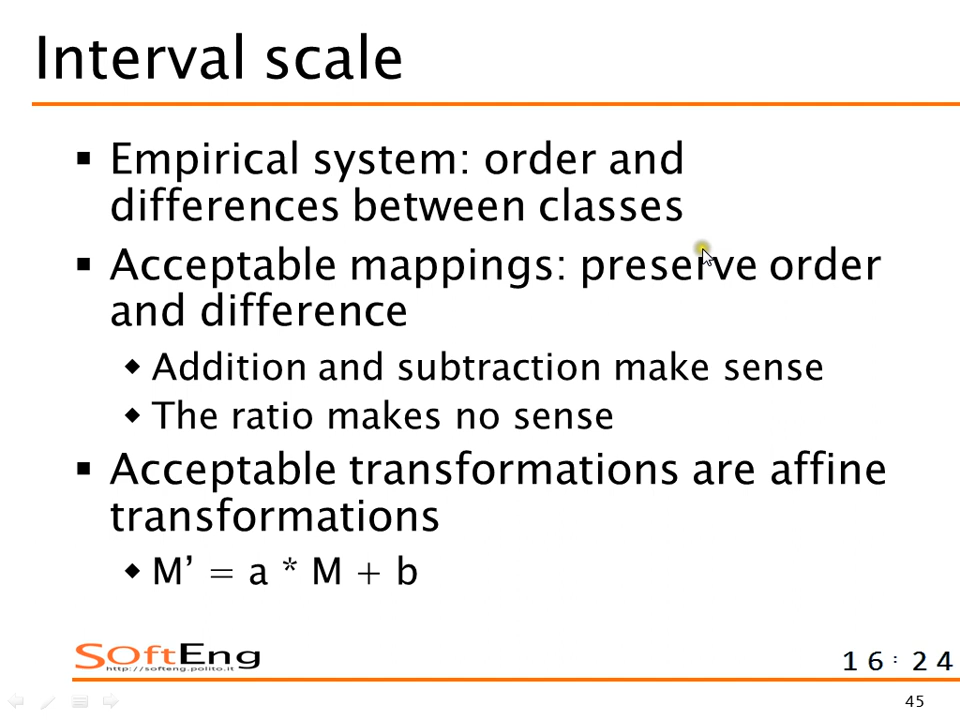 Interval scale
▪ Empirical system: order and
differences between classes
▪ Acceptable mappings: preserve order
and difference
◆ Addition and subtraction make sense
◆ The ratio makes no sense
▪ Acceptable transformations are affine
transformations
◆ M’ = a * M + b
SOftEng
http://softeng.polito.it
16:24
45